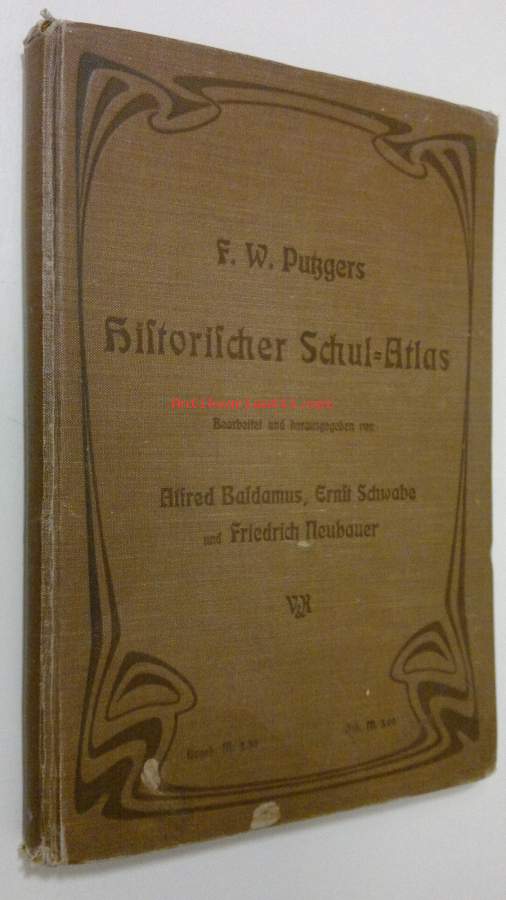 F. W. Putzgers
Historischer Schul-Atlas
Bearbeitet und herausgegeben von
Alfred Baldamus, Ernst Schwabe
und Friedrich Neubauer
V&K
M.
M.